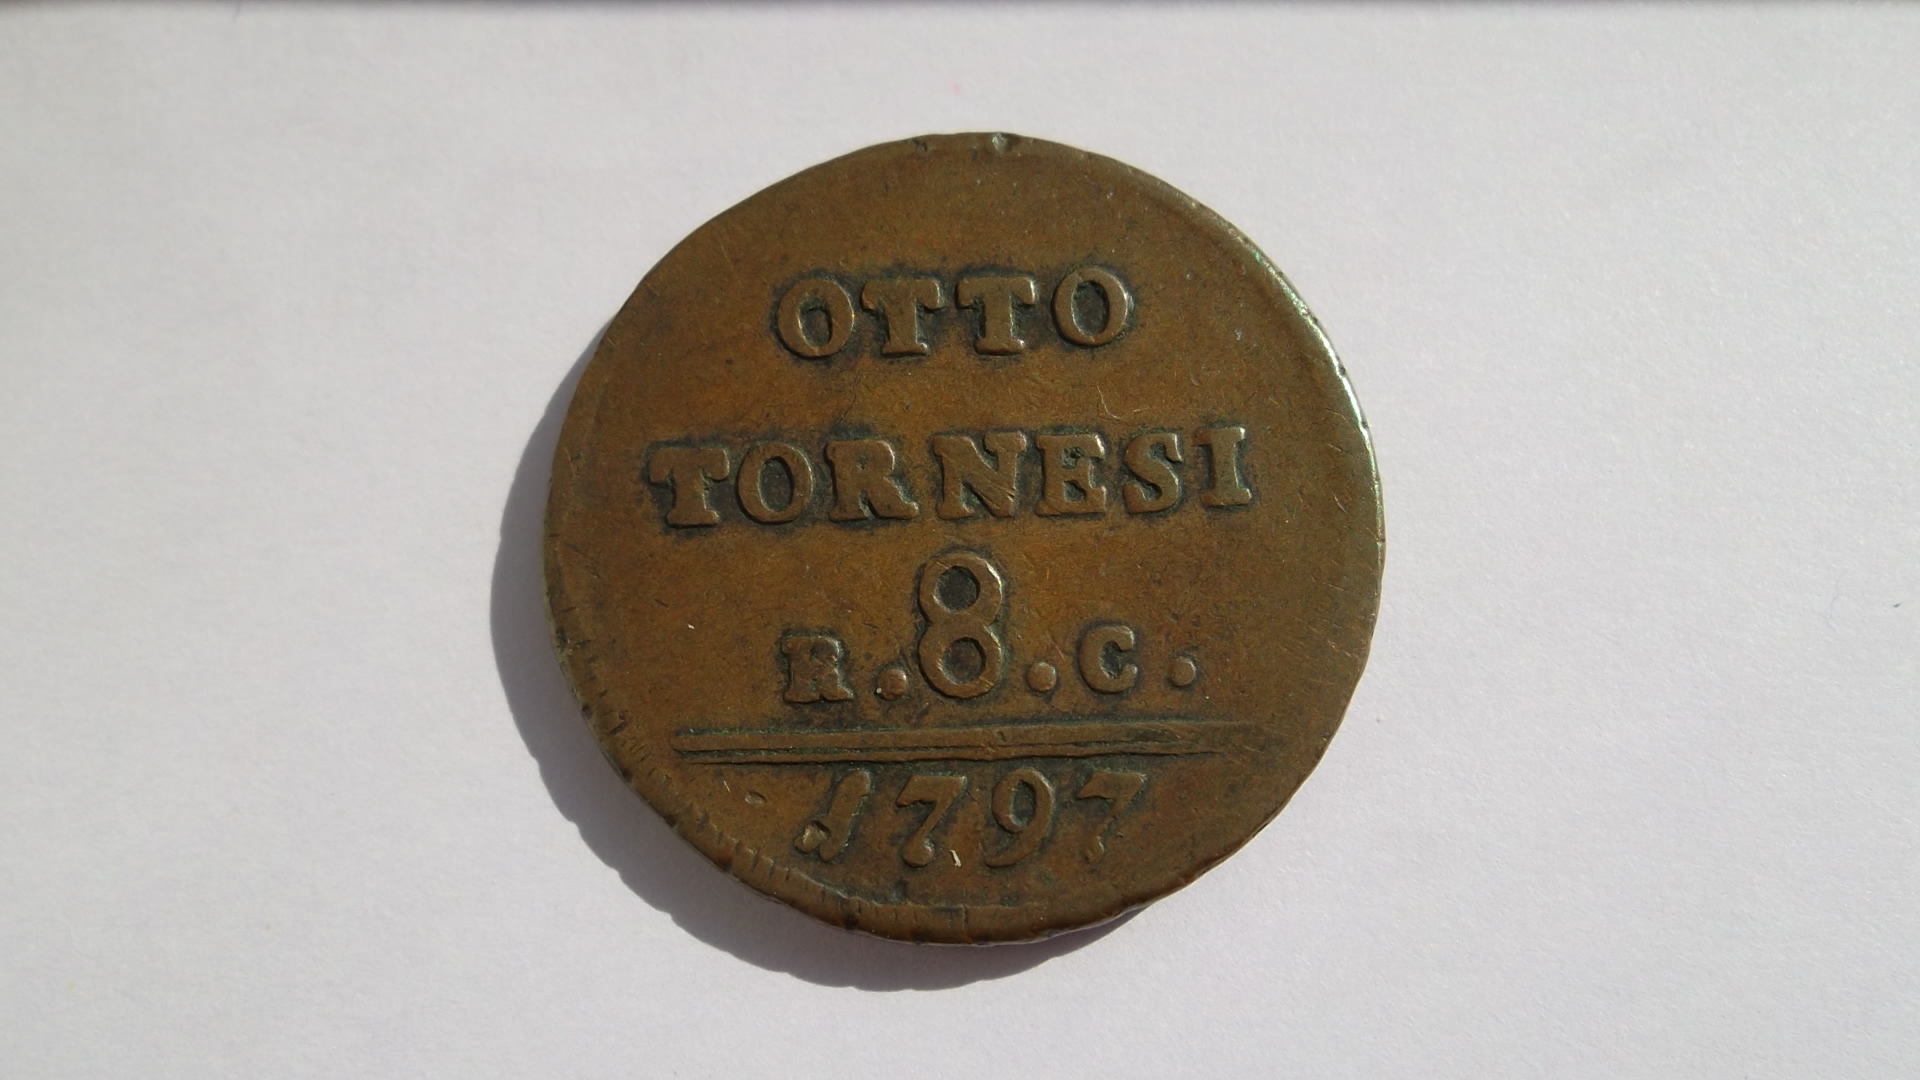 OTTO
TORNESI
R.8.C.
1797